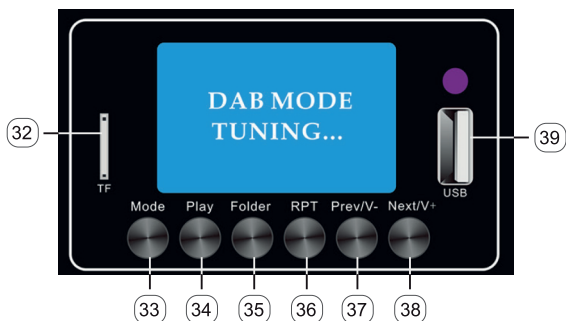 DAB MODE
TUNING...
32
39
TF
USB
Mode Play Folder RPT Prev/V- Next/V+
33 34 35 36 37 38